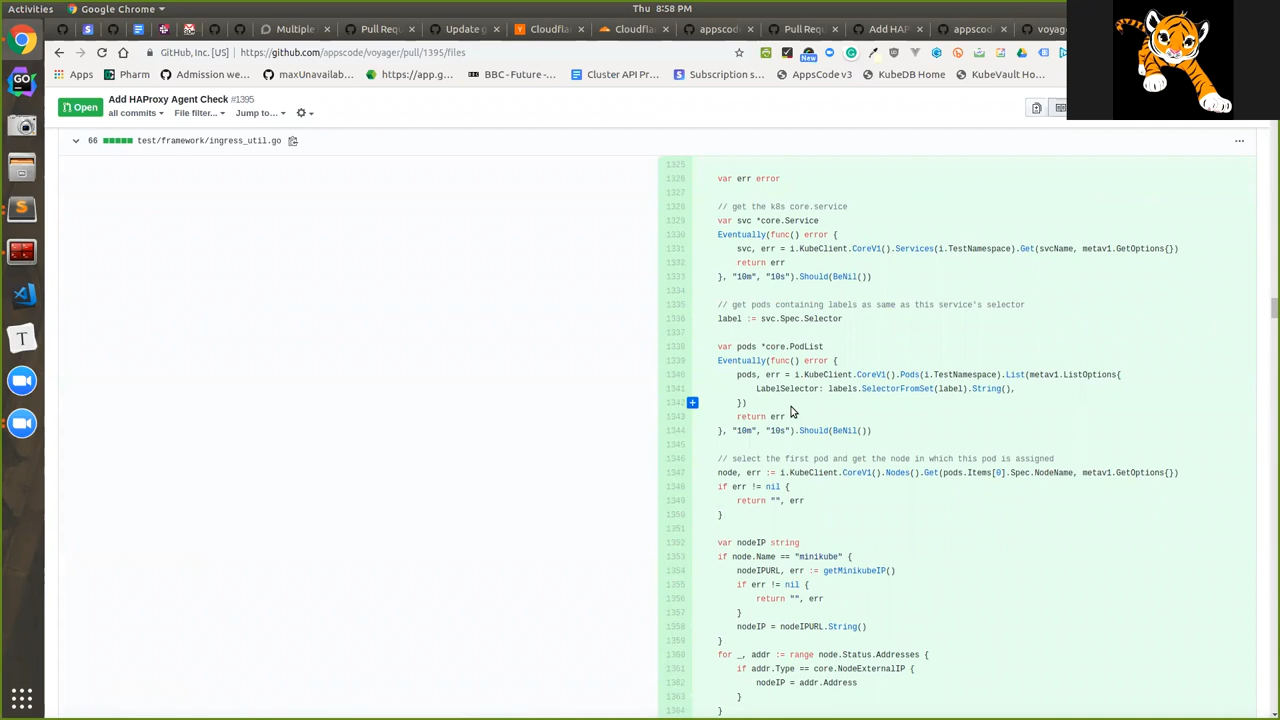 Activities
Google Chrome
Thu 8:58 PM
Multiple
Pull Req
Update g
Cloudfla
Cloudfla
appscod
Pull Requ
Add HAP
appscod
voya
GitHub, Inc. [US]
https://github.com/appscode/voyager/pull/1395/files
New
Apps
Pharm
Admission we...
maxUnavailab...
https://app.g...
BBC - Future -...
Cluster API Pr...
Subscription s...
AppsCode v3
KubeDB Home
KubeVault Home
Open
Add HAProxy Agent Check #1395
all commits
File filter...
Jump to...
66
test/framework/ingress_util.go
...
1325
1326 var err error
1327
1328 // get the k8s core.service
1329 var svc *core.Service
1330 Eventually(func() error {
1331 svc, err = i.KubeClient.CoreV1().Services(i.TestNamespace).Get(svcName, metav1.GetOptions{})
1332 return err
1333 }, "10m", "10s").Should(BeNil())
1334
1335 // get pods containing labels as same as this service's selector
1336 label := svc.Spec.Selector
1337
1338 var pods *core.PodList
1339 Eventually(func() error {
1340 pods, err = i.KubeClient.CoreV1().Pods(i.TestNamespace).List(metav1.ListOptions{
1341 LabelSelector: labels.SelectorFromSet(label).String(),
1342 })
1343 return err
1344 }, "10m", "10s").Should(BeNil())
1345
1346 // select the first pod and get the node in which this pod is assigned
1347 node, err := i.KubeClient.CoreV1().Nodes().Get(pods.Items[0].Spec.NodeName, metav1.GetOptions{})
1348 if err != nil {
1349 return "", err
1350 }
1351
1352 var nodeIP string
1353 if node.Name == "minikube" {
1354 nodeIPURL, err := getMinikubeIP()
1355 if err != nil {
1356 return "", err
1357 }
1358 nodeIP = nodeIPURL.String()
1359 }
1360 for _, addr := range node.Status.Addresses {
1361 if addr.Type == core.NodeExternalIP {
1362 nodeIP = addr.Address
1363 }
1364 }